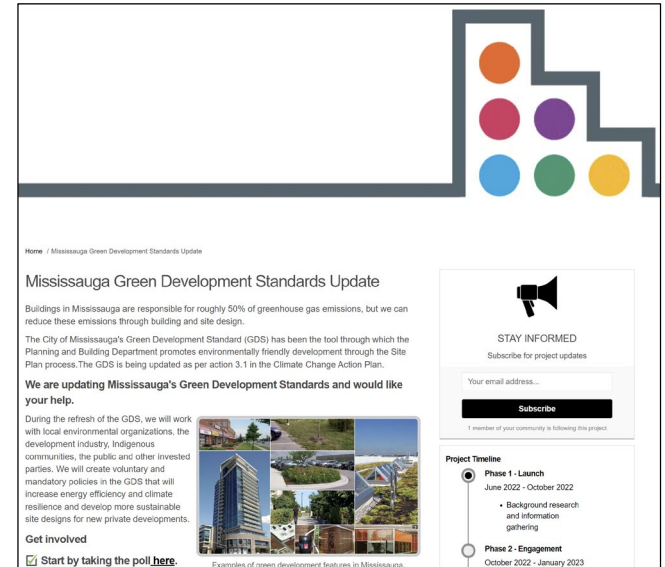 Home / Mississauga Green Development Standards Update
Mississauga Green Development Standards Update
Buildings in Mississauga are responsible for roughly 50% of greenhouse gas emissions, but we can
reduce these emissions through building and site design.
The City of Mississauga's Green Development Standard (GDS) has been the tool through which the
Planning and Building Department promotes environmentally friendly development through the Site
Plan process.The GDS is being updated as per action 3.1 in the Climate Change Action Plan.
We are updating Mississauga's Green Development Standards and would like
your help.
During the refresh of the GDS, we will work
with local environmental organizations, the
development industry, Indigenous
communities, the public and other invested
parties. We will create voluntary and
mandatory policies in the GDS that will
increase energy efficiency and climate
resilience and develop more sustainable
site designs for new private developments.
Get involved
Start by taking the poll here.
Examples of green development features in Mississauga.
STAY INFORMED
Subscribe for project updates
Your email address...
Subscribe
1 member of your community is following this project
Project Timeline
Phase 1 - Launch
June 2022 - October 2022
• Background research
and information
gathering
Phase 2 - Engagement
October 2022 - January 2023